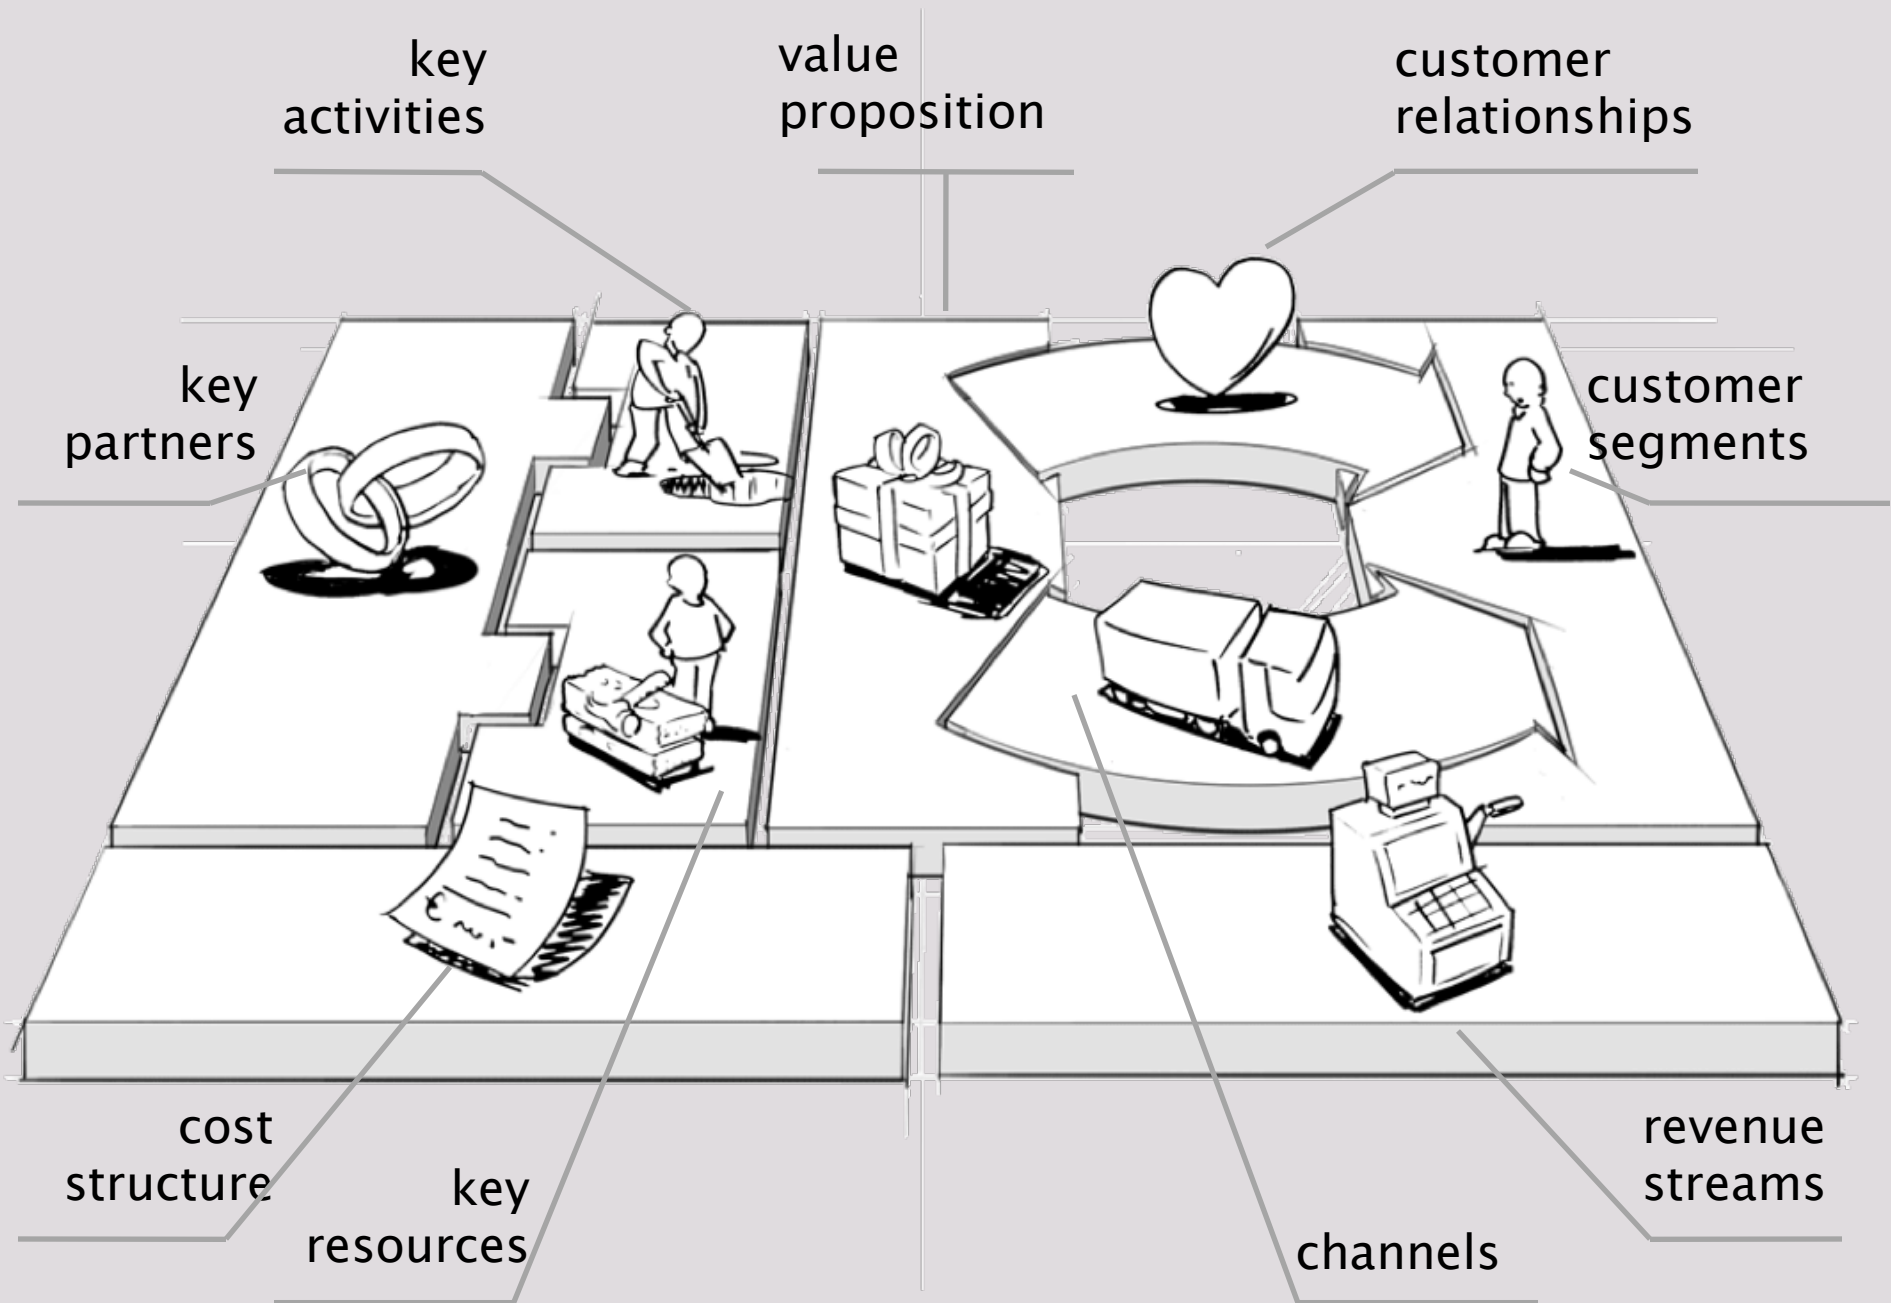 key
activities
value
proposition
customer
relationships
key
partners
customer
segments
cost
structure
key
resources
channels
revenue
streams